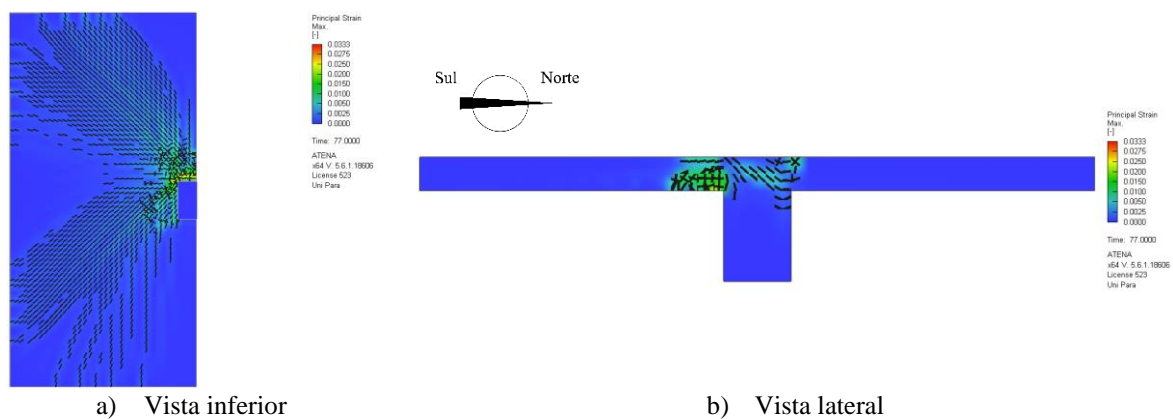 Principal Strain
Max.
[-]
0.0333
0.0275
0.0250
0.0200
0.0150
0.0100
0.0050
0.0025
0.0000
Time: 77.0000
ATENA
x64 V. 5.6.1.18606
License 523
Uni Para
Sul
Norte
Principal Strain
Max.
[-]
0.0333
0.0275
0.0250
0.0200
0.0150
0.0100
0.0050
0.0025
0.0000
Time: 77.0000
ATENA
x64 V. 5.6.1.18606
License 523
Uni Para
a) Vista inferior
b) Vista lateral